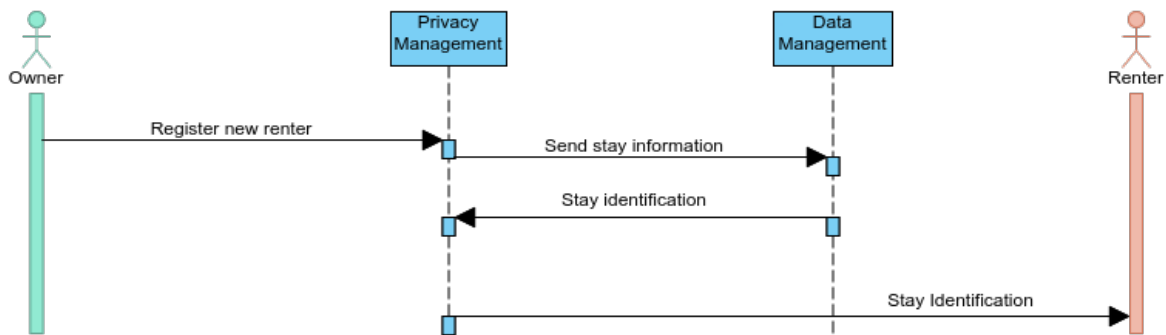 Privacy
Management
Data
Management
Owner
Renter
Register new renter
Send stay information
Stay identification
Stay Identification